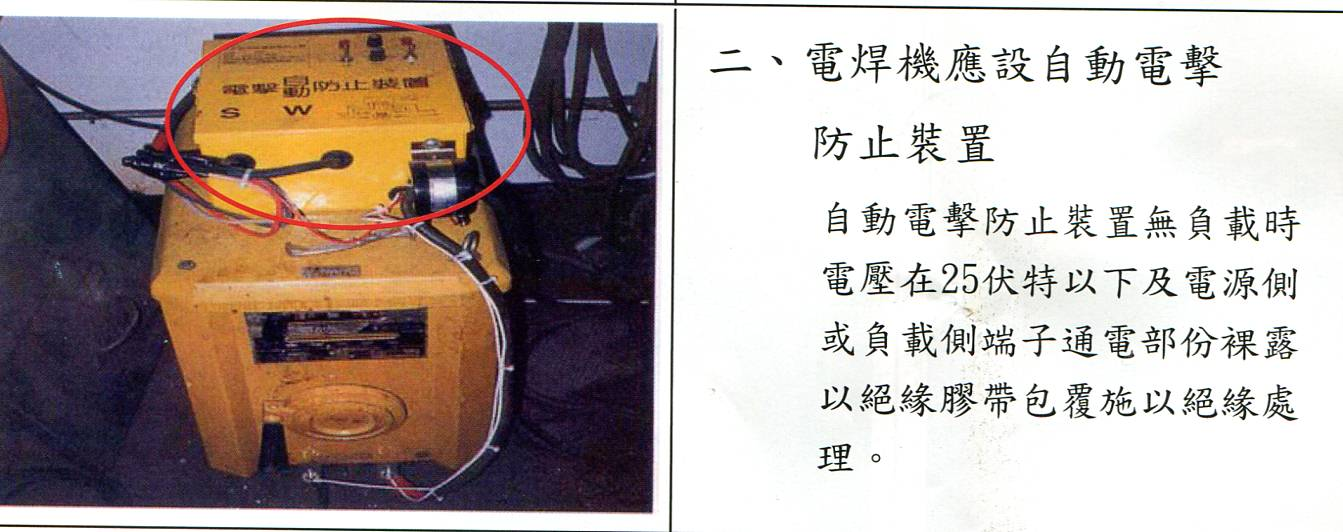 電擊自動防止裝置
S W
二、電焊機應設自動電擊
防止裝置
自動電擊防止裝置無負載時
電壓在25伏特以下及電源側
或負載側端子通電部份裸露
以絕緣膠帶包覆施以絕緣處
理。